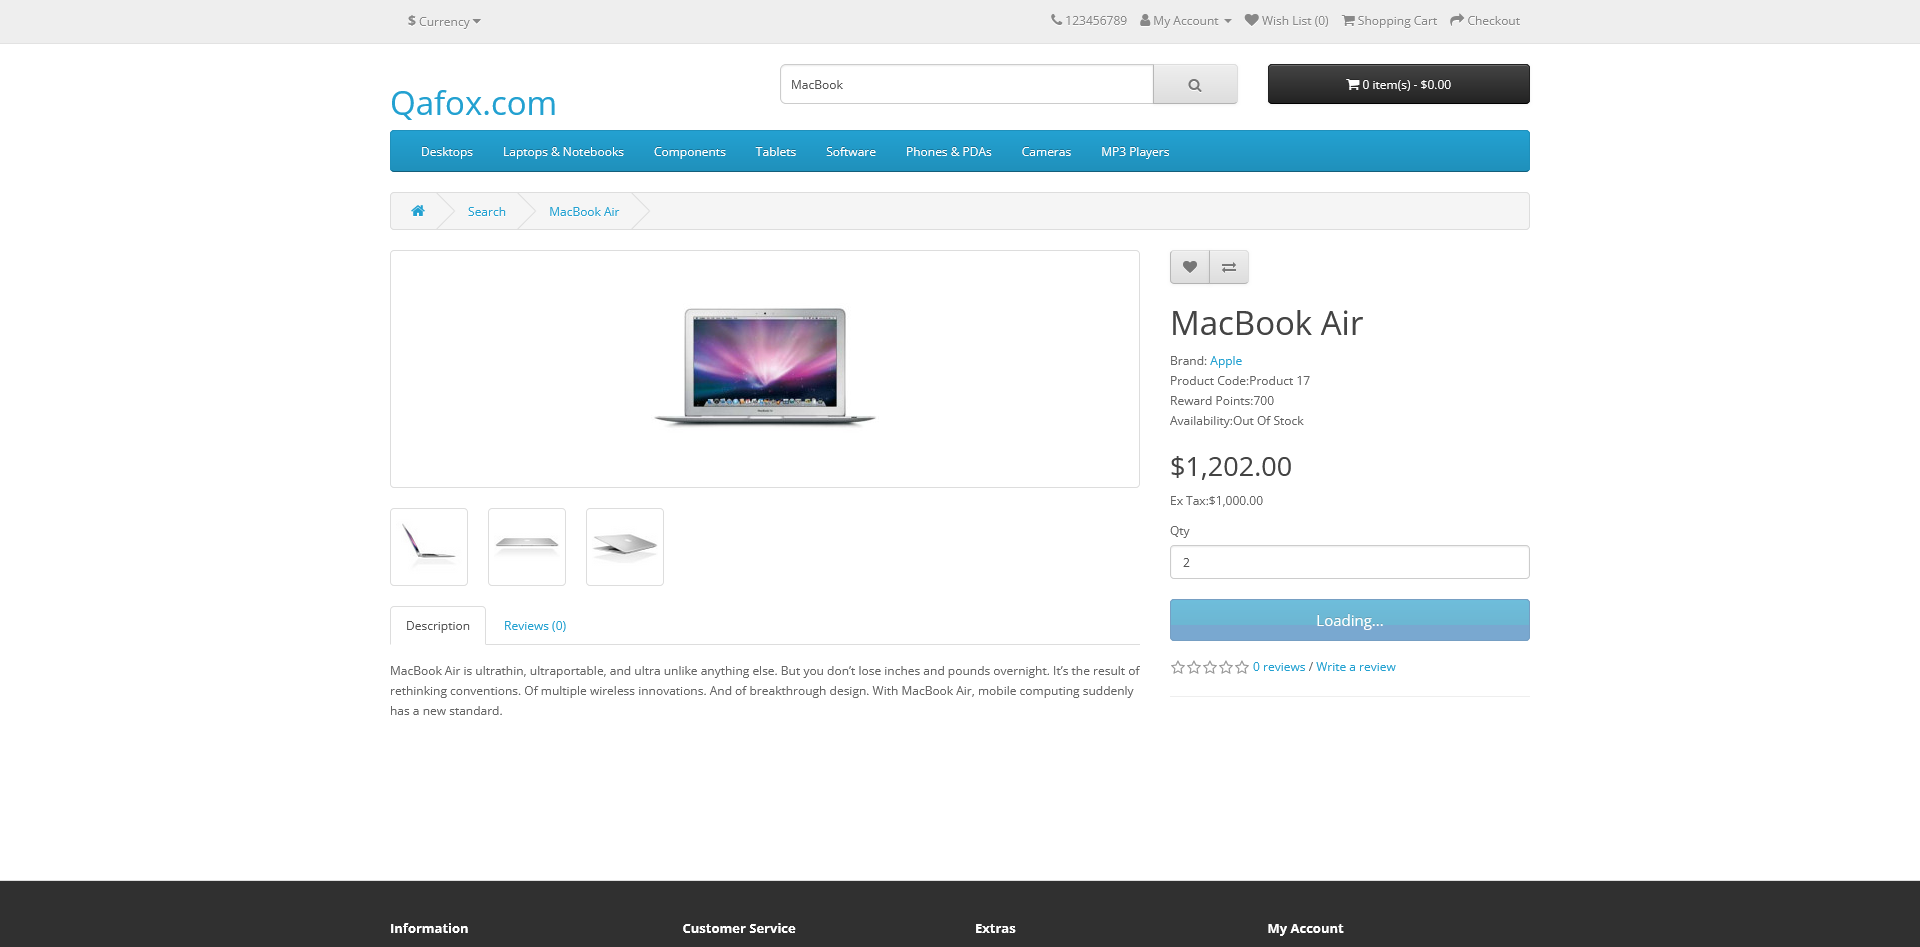 $ Currency
123456789 My Account Wish List (0) Shopping Cart Checkout
Qafox.com
MacBook
0 item(s) - $0.00
Desktops Laptops & Notebooks Components Tablets Software Phones & PDAs Cameras MP3 Players
Search MacBook Air
MacBook Air
Brand: Apple
Product Code:Product 17
Reward Points:700
Availability:Out Of Stock
$1,202.00
Ex Tax:$1,000.00
Qty
2
Loading...
0 reviews / Write a review
Description Reviews (0)
MacBook Air is ultrathin, ultraportable, and ultra unlike anything else. But you don’t lose inches and pounds overnight. It’s the result of
rethinking conventions. Of multiple wireless innovations. And of breakthrough design. With MacBook Air, mobile computing suddenly
has a new standard.
Information Customer Service Extras My Account